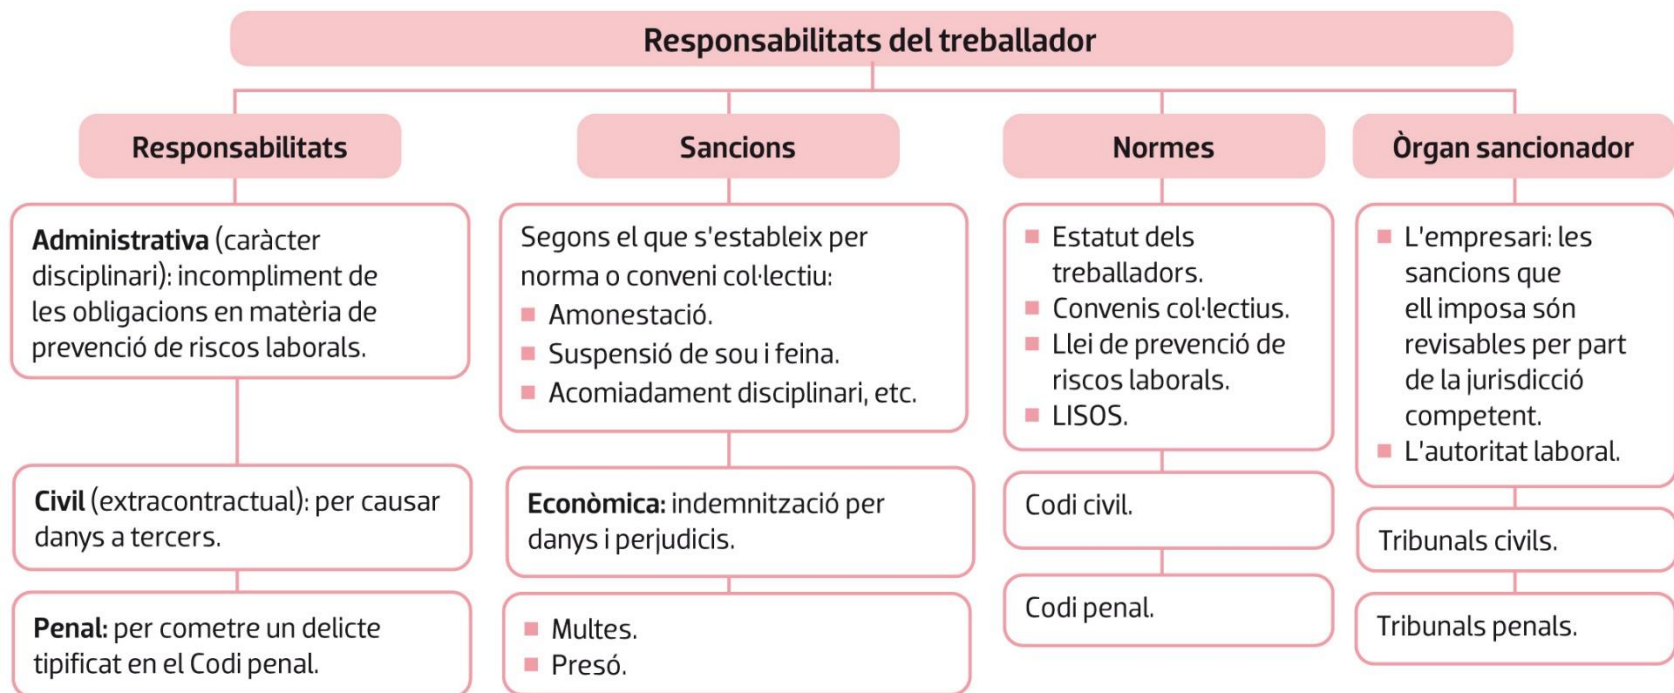 Responsabilitats del treballador
Responsabilitats
Administrativa (caràcter
disciplinari): incompliment de
les obligacions en matèria de
prevenció de riscos laborals.
Civil (extracontractual): per causar
danys a tercers.
Penal: per cometre un delicte
tipificat en el Codi penal.
Sancions
Segons el que s'estableix per
norma o conveni col·lectiu:
Amonestació.
Suspensió de sou i feina.
Acomiadament disciplinari, etc.
Econòmica: indemnització per
danys i perjudicis.
Multes.
Presó.
Normes
Estatut dels
treballadors.
Convenis col·lectius.
Llei de prevenció de
riscos laborals.
LISOS.
Codi civil.
Codi penal.
Òrgan sancionador
L'empresari: les
sancions que
ell imposa són
revisables per part
de la jurisdicció
competent.
L'autoritat laboral.
Tribunals civils.
Tribunals penals.